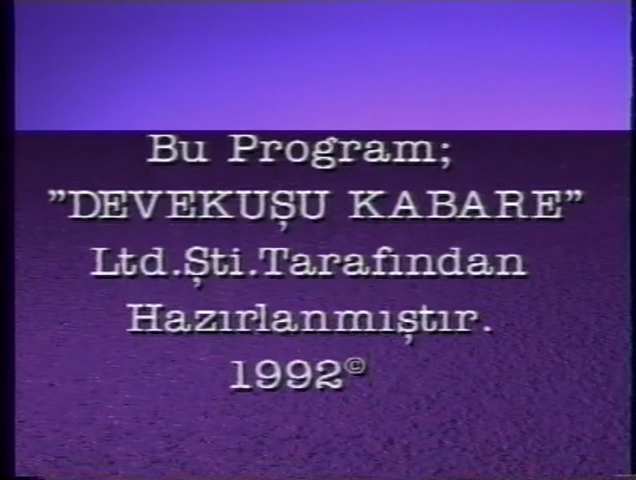 Bu Program;
"DEVEKUŞU KABARE"
Ltd.Şti.Tarafından
Hazırlanmıştır.
1992©